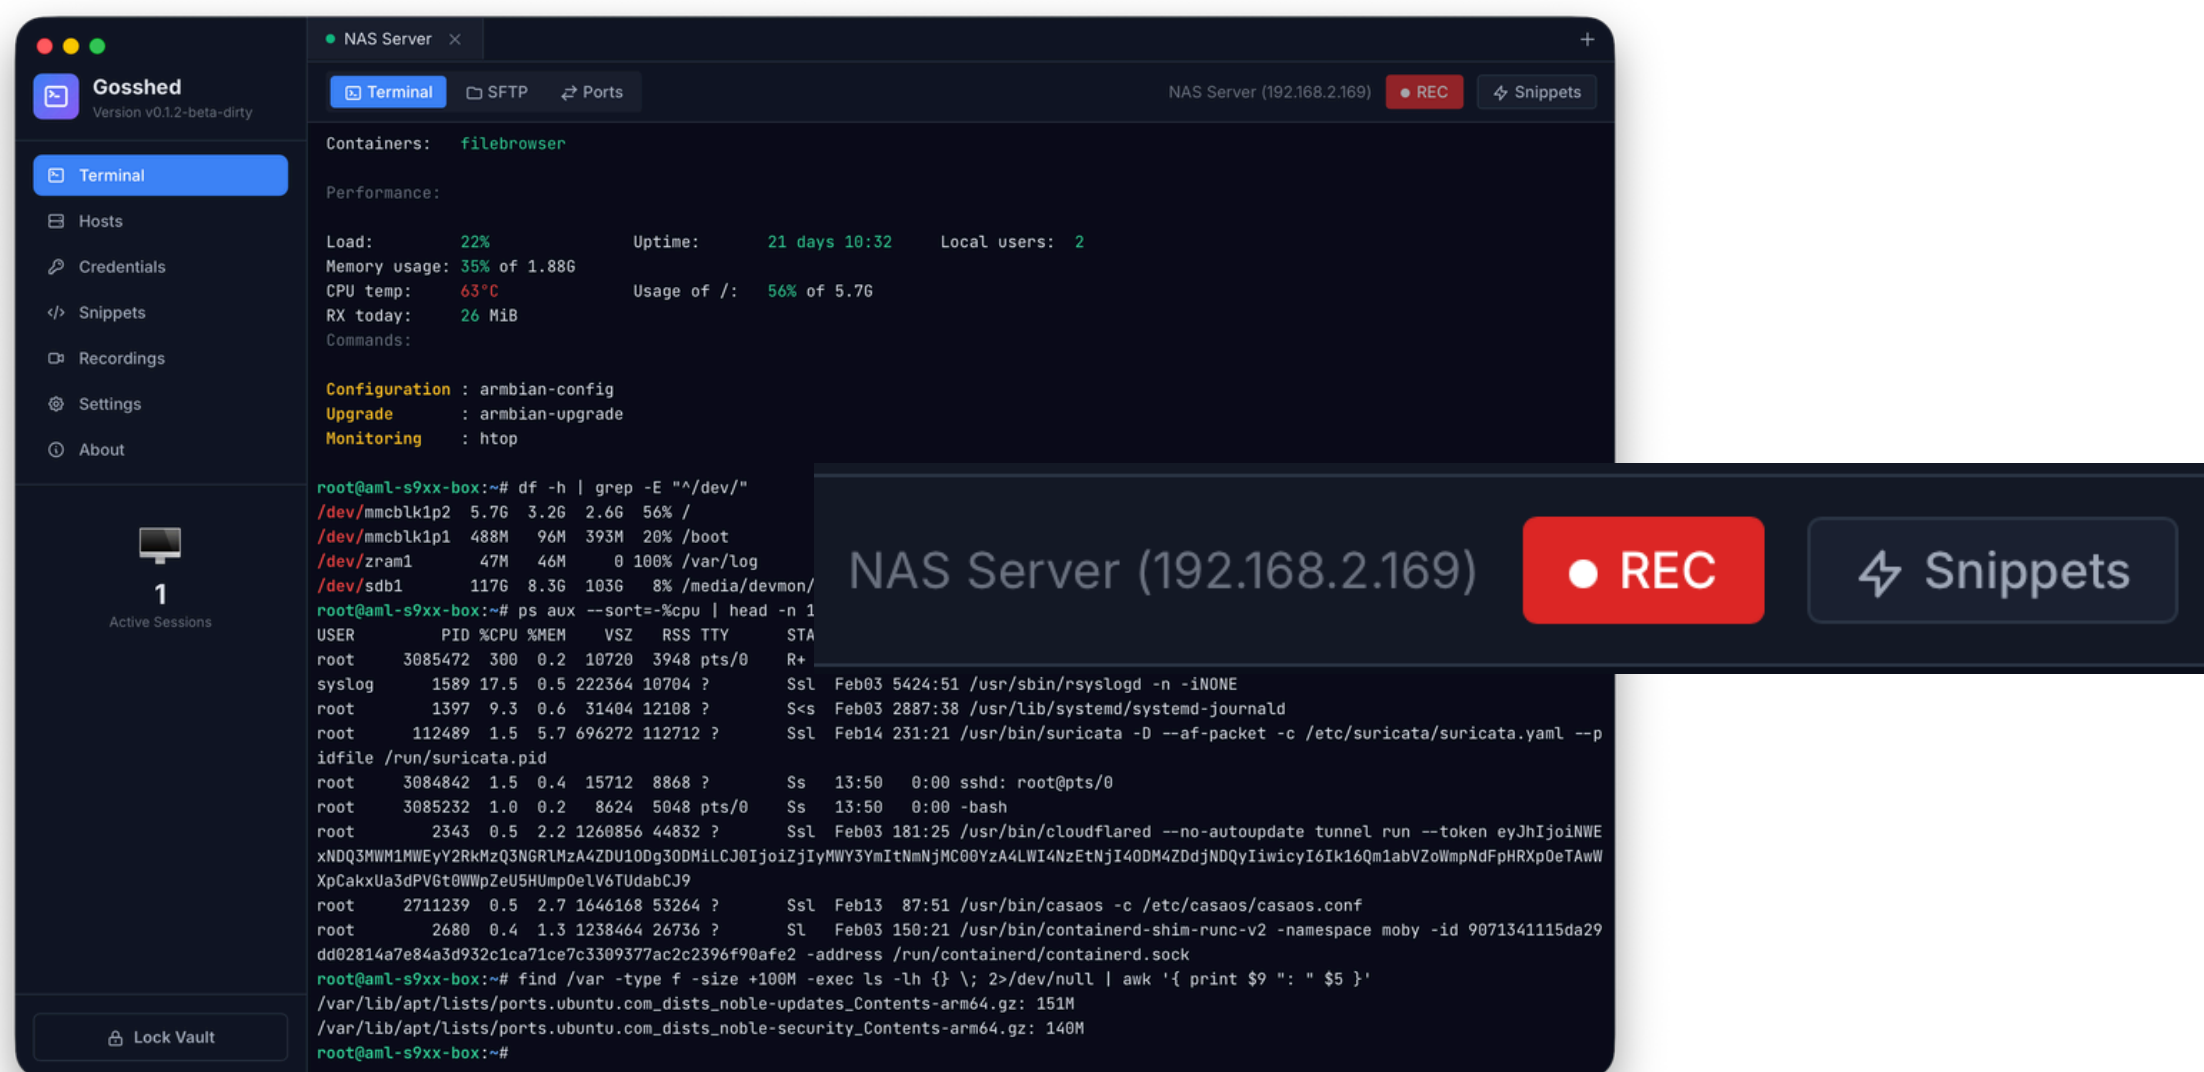 NAS Server
Gosshed
Version v0.1.2-beta-dirty
Terminal
SFTP
Ports
NAS Server (192.168.2.169)
REC
Snippets
Terminal
Hosts
Credentials
Snippets
Recordings
Settings
About
1
Active Sessions
Lock Vault
Containers: filebrowser
Performance:
Load: 22% Uptime: 21 days 10:32 Local users: 2
Memory usage: 35% of 1.88G
CPU temp: 63°C Usage of /: 56% of 5.7G
RX today: 26 MiB
Commands:
Configuration : armbian-config
Upgrade : armbian-upgrade
Monitoring : htop
root@aml-s9xx-box:~# df -h | grep -E "^/dev/"
/dev/mmcblk1p2 5.7G 3.2G 2.6G 56% /
/dev/mmcblk1p1 488M 96M 393M 20% /boot
/dev/zram1 47M 46M 0 100% /var/log
/dev/sdb1 117G 8.3G 103G 8% /media/devmon/
root@aml-s9xx-box:~# ps aux --sort=-%cpu | head -n 1
USER PID %CPU %MEM VSZ RSS TTY STA
root 3085472 300 0.2 10720 3948 pts/0 R+
syslog 1589 17.5 0.5 222364 10704 ? Ssl Feb03 5424:51 /usr/sbin/rsyslogd -n -iNONE
root 1397 9.3 0.6 31404 12108 ? S<s Feb03 2887:38 /usr/lib/systemd/systemd-journald
root 112489 1.5 5.7 696272 112712 ? Ssl Feb14 231:21 /usr/bin/suricata -D --af-packet -c /etc/suricata/suricata.yaml --p
idfile /run/suricata.pid
root 3084842 1.5 0.4 15712 8868 ? Ss 13:50 0:00 sshd: root@pts/0
root 3085232 1.0 0.2 8624 5048 pts/0 Ss 13:50 0:00 -bash
root 2343 0.5 2.2 1260856 44832 ? Ssl Feb03 181:25 /usr/bin/cloudflared --no-autoupdate tunnel run --token eyJhIjoiNWE
xNDQ3MWM1MWEyY2RkMzQ3NGRlMzA4ZDU1ODg3ODMiLCJ0IjoiZjIyMWY3YmItNmNjMC00YzA4LWI4NzEtNjI4ODM4ZDdjNDQyIiwicyI6Ik16Qm1abVZoWmpNdFpHRXpOeTAwW
XpCakxUa3dPVGt0WWpZeU5HUmpOelV6TUdabCJ9
root 2711239 0.5 2.7 1646168 53264 ? Ssl Feb13 87:51 /usr/bin/casaos -c /etc/casaos/casaos.conf
root 2680 0.4 1.3 1238464 26736 ? Sl Feb03 150:21 /usr/bin/containerd-shim-runc-v2 -namespace moby -id 9071341115da29
dd02814a7e84a3d932c1ca71ce7c3309377ac2c2396f90afe2 -address /run/containerd/containerd.sock
root@aml-s9xx-box:~# find /var -type f -size +100M -exec ls -lh {} \; 2>/dev/null | awk '{ print $9 ": " $5 }'
/var/lib/apt/lists/ports.ubuntu.com_dists_noble-updates_Contents-arm64.gz: 151M
/var/lib/apt/lists/ports.ubuntu.com_dists_noble-security_Contents-arm64.gz: 140M
root@aml-s9xx-box:~#
NAS Server (192.168.2.169)
REC
Snippets